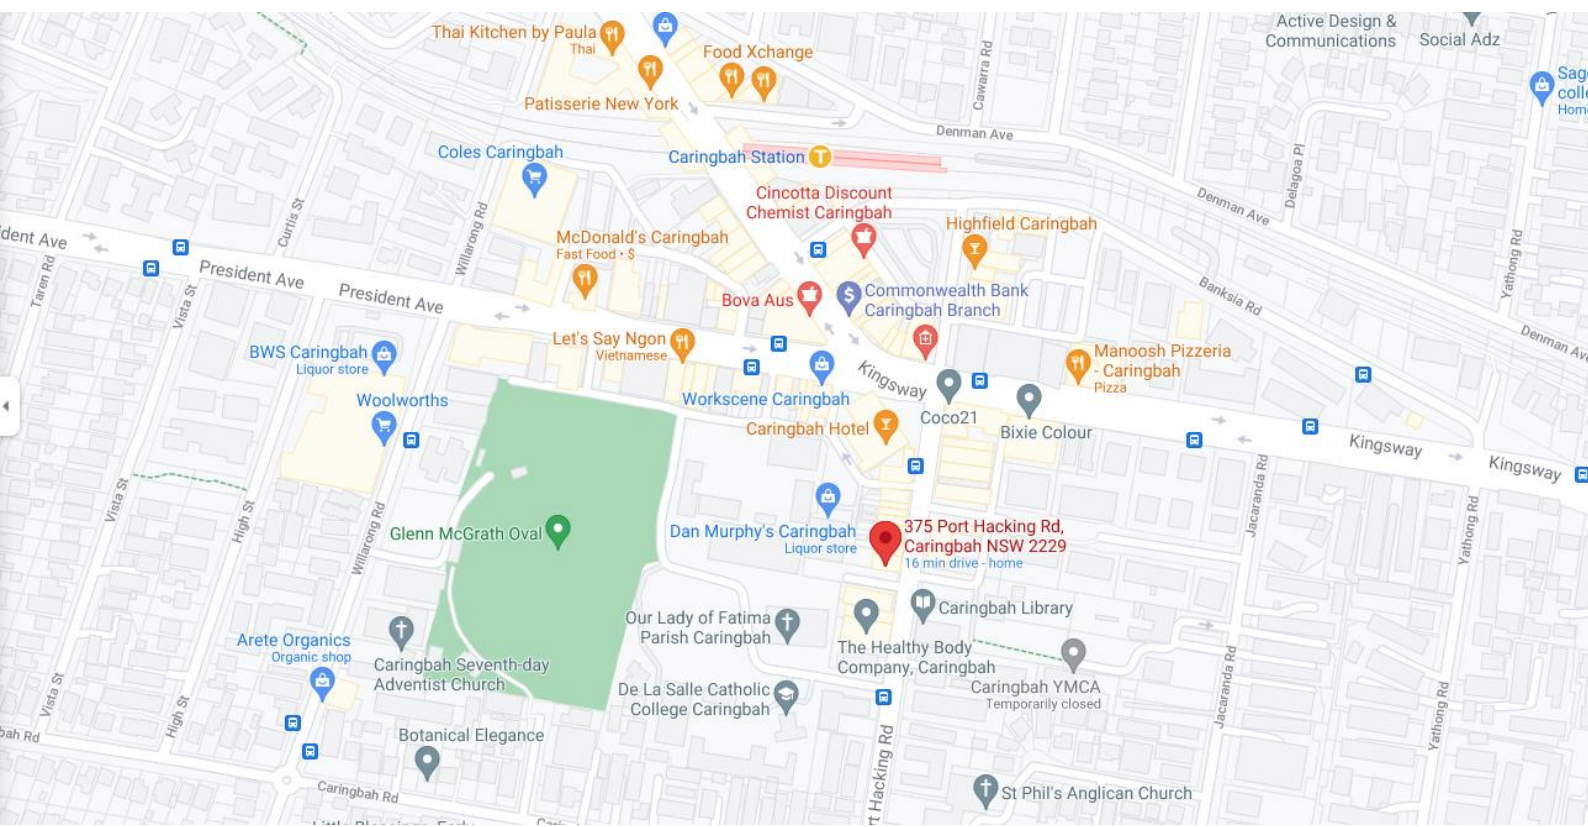 Thai Kitchen by Paula
Thai
Food Xchange
Patisserie New York
Cawarra Rd
Active Design &
Communications
Social Adz
Denman Ave
Coles Caringbah
Caringbah Station
T
Cincotta Discount
Chemist Caringbah
Delagoa Pl
Denman Ave
Curtis St
Willarong Rd
McDonald's Caringbah
Fast Food • $
Highfield Caringbah
Yathong Rd
dent Ave
President Ave
President Ave
Taren Rd
Vista St
Bova Aus
Commonwealth Bank
Caringbah Branch
Banksia Rd
Let's Say Ngon
Vietnamese
Manoosh Pizzeria
- Caringbah
Pizza
Denman Ave
BWS Caringbah
Liquor store
Woolworths
Workscene Caringbah
Kingsway
Coco21
Bixie Colour
Caringbah Hotel
Kingsway
Kingsway
Vista St
High St
Willarong Rd
Glenn McGrath Oval
Dan Murphy's Caringbah
Liquor store
375 Port Hacking Rd,
Caringbah NSW 2229
16 min drive - home
Jacaranda Rd
Yathong Rd
Caringbah Library
Our Lady of Fatima
Parish Caringbah
The Healthy Body
Company, Caringbah
Arete Organics
Organic shop
Caringbah Seventh-day
Adventist Church
De La Salle Catholic
College Caringbah
Caringbah YMCA
Temporarily closed
Jacaranda Rd
Yathong Rd
Vista St
High St
bah Rd
Botanical Elegance
Caringbah Rd
rt Hacking Rd
St Phil's Anglican Church